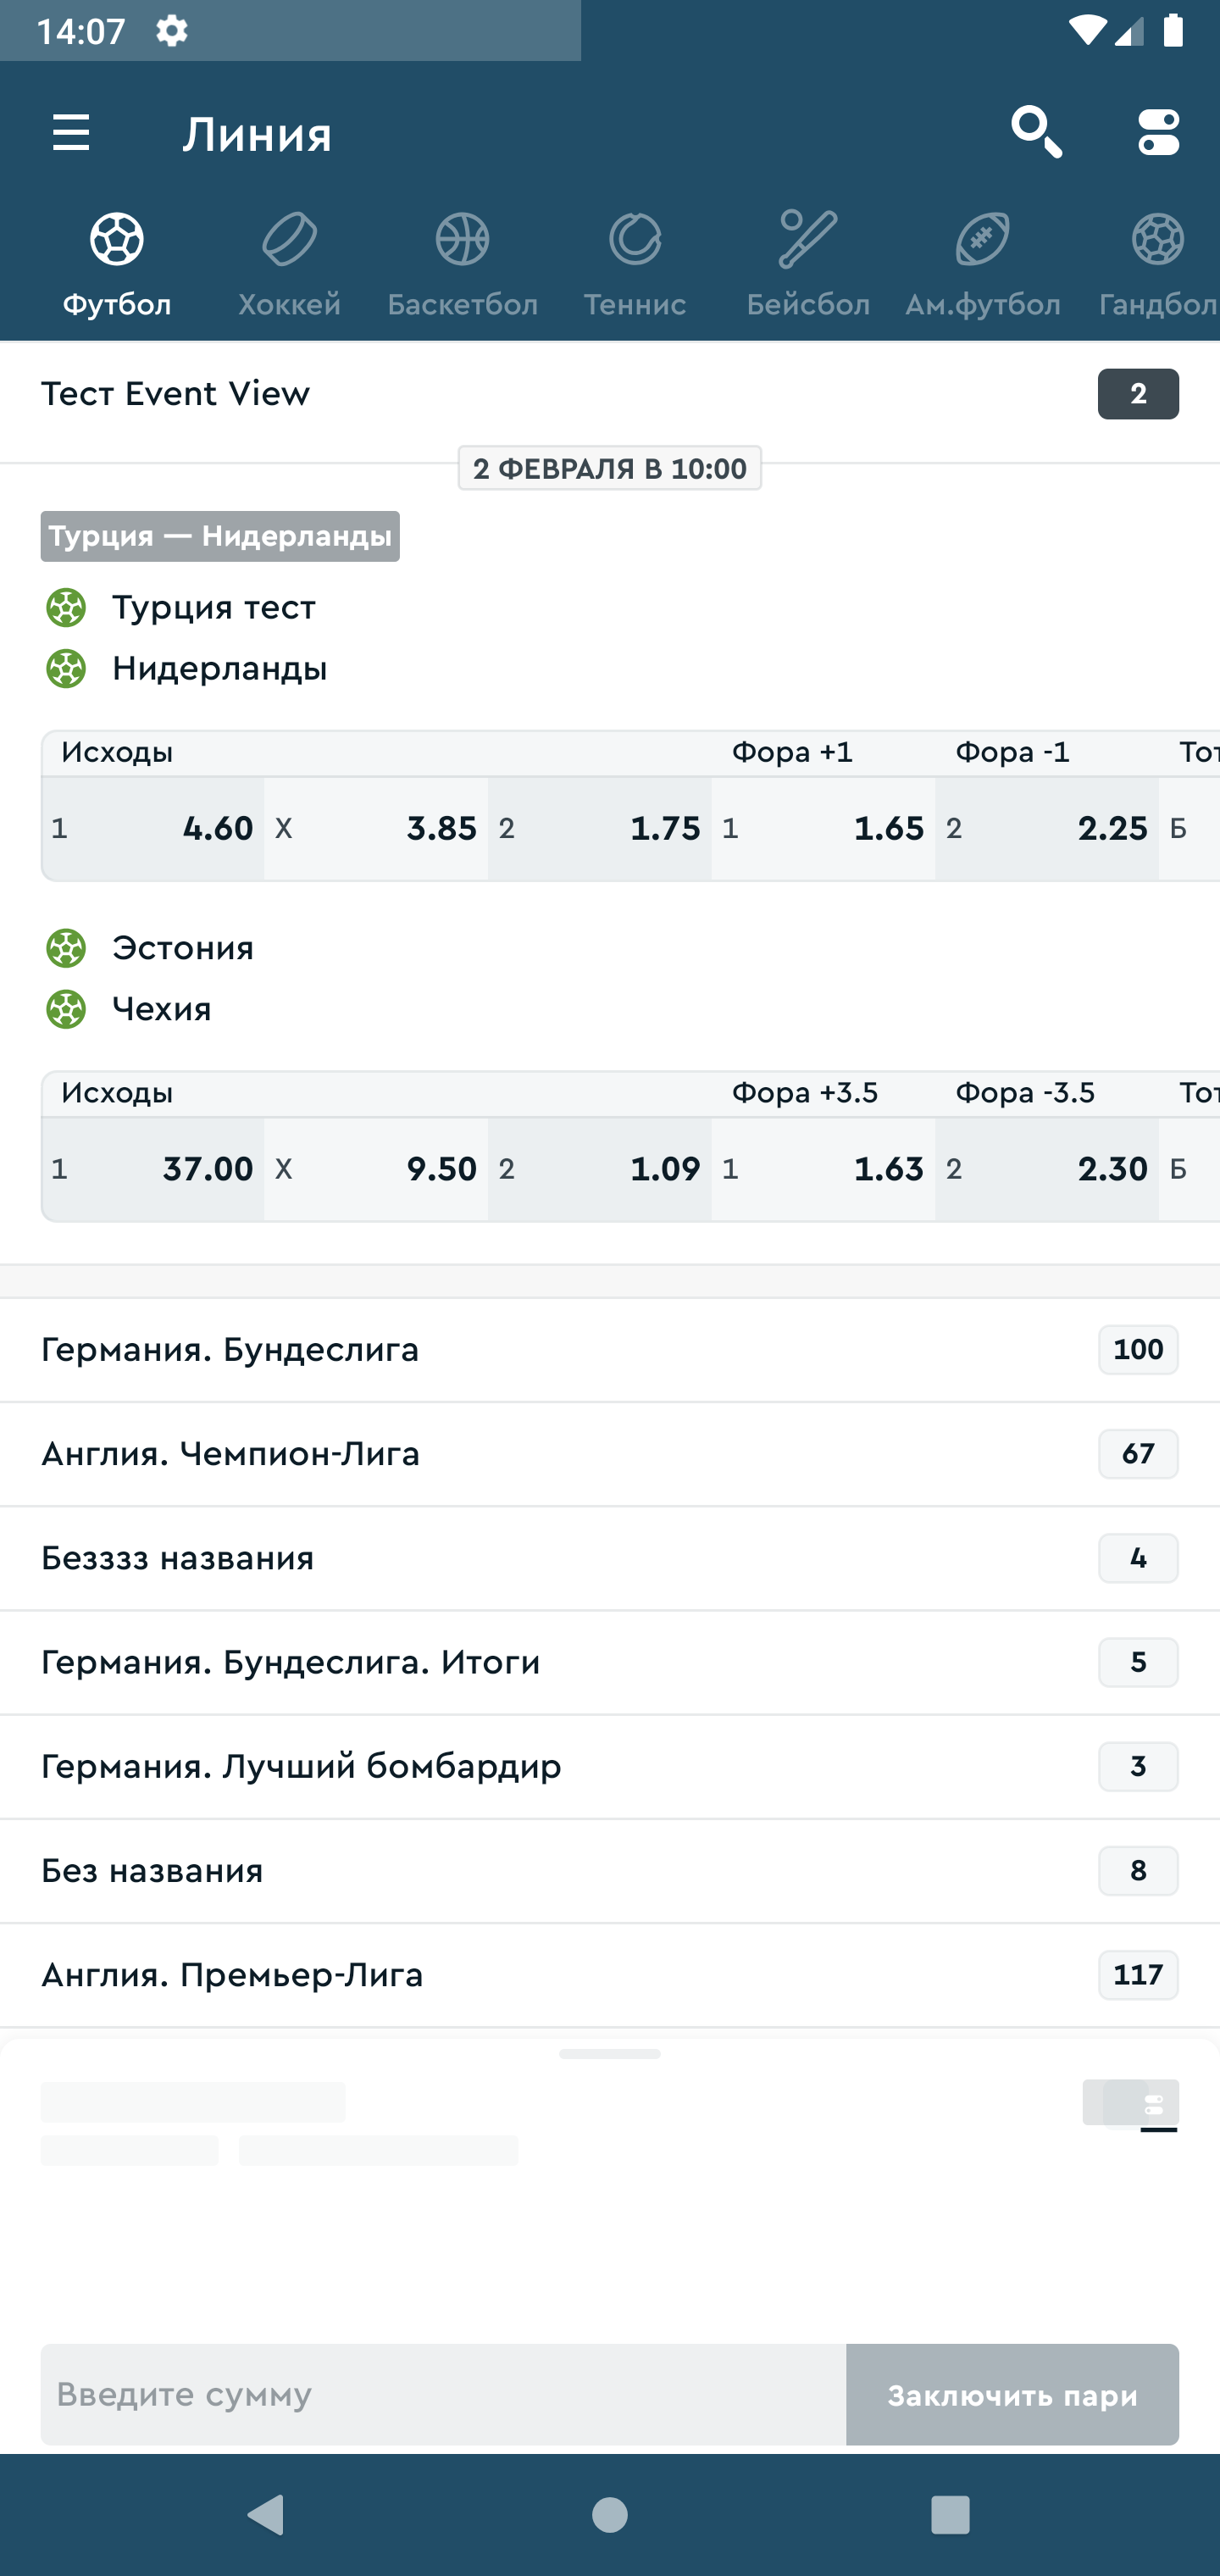 14:07
Линия
Футбол Хоккей Баскетбол Теннис Бейсбол Ам.футбол Гандбол
Тест Event View 2
2 ФЕВРАЛЯ В 10:00
Турция — Нидерланды
Турция тест
Нидерланды
Исходы Фора +1 Фора -1 Тот
1 4.60 X 3.85 2 1.75 1 1.65 2 2.25 Б
Эстония
Чехия
Исходы Фора +3.5 Фора -3.5 Тот
1 37.00 X 9.50 2 1.09 1 1.63 2 2.30 Б
Германия. Бундеслига 100
Англия. Чемпион-Лига 67
Безззз названия 4
Германия. Бундеслига. Итоги 5
Германия. Лучший бомбардир 3
Без названия 8
Англия. Премьер-Лига 117
Введите сумму Заключить пари